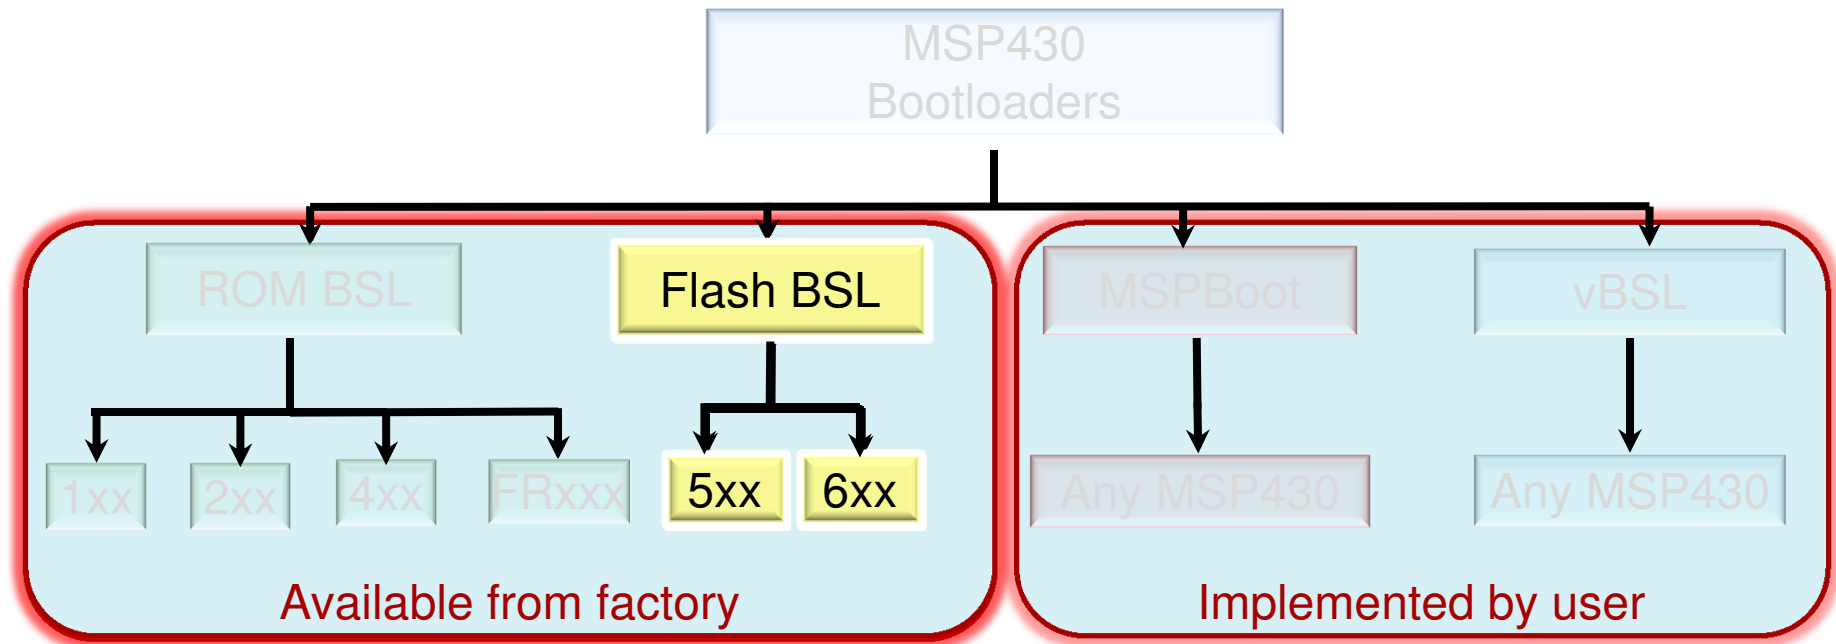 MSP430
Bootloaders
ROM BSL
Flash BSL
MSPBoot
vBSL
1xx
2xx
4xx
FRxxx
5xx
6xx
Any MSP430
Any MSP430
Available from factory
Implemented by user